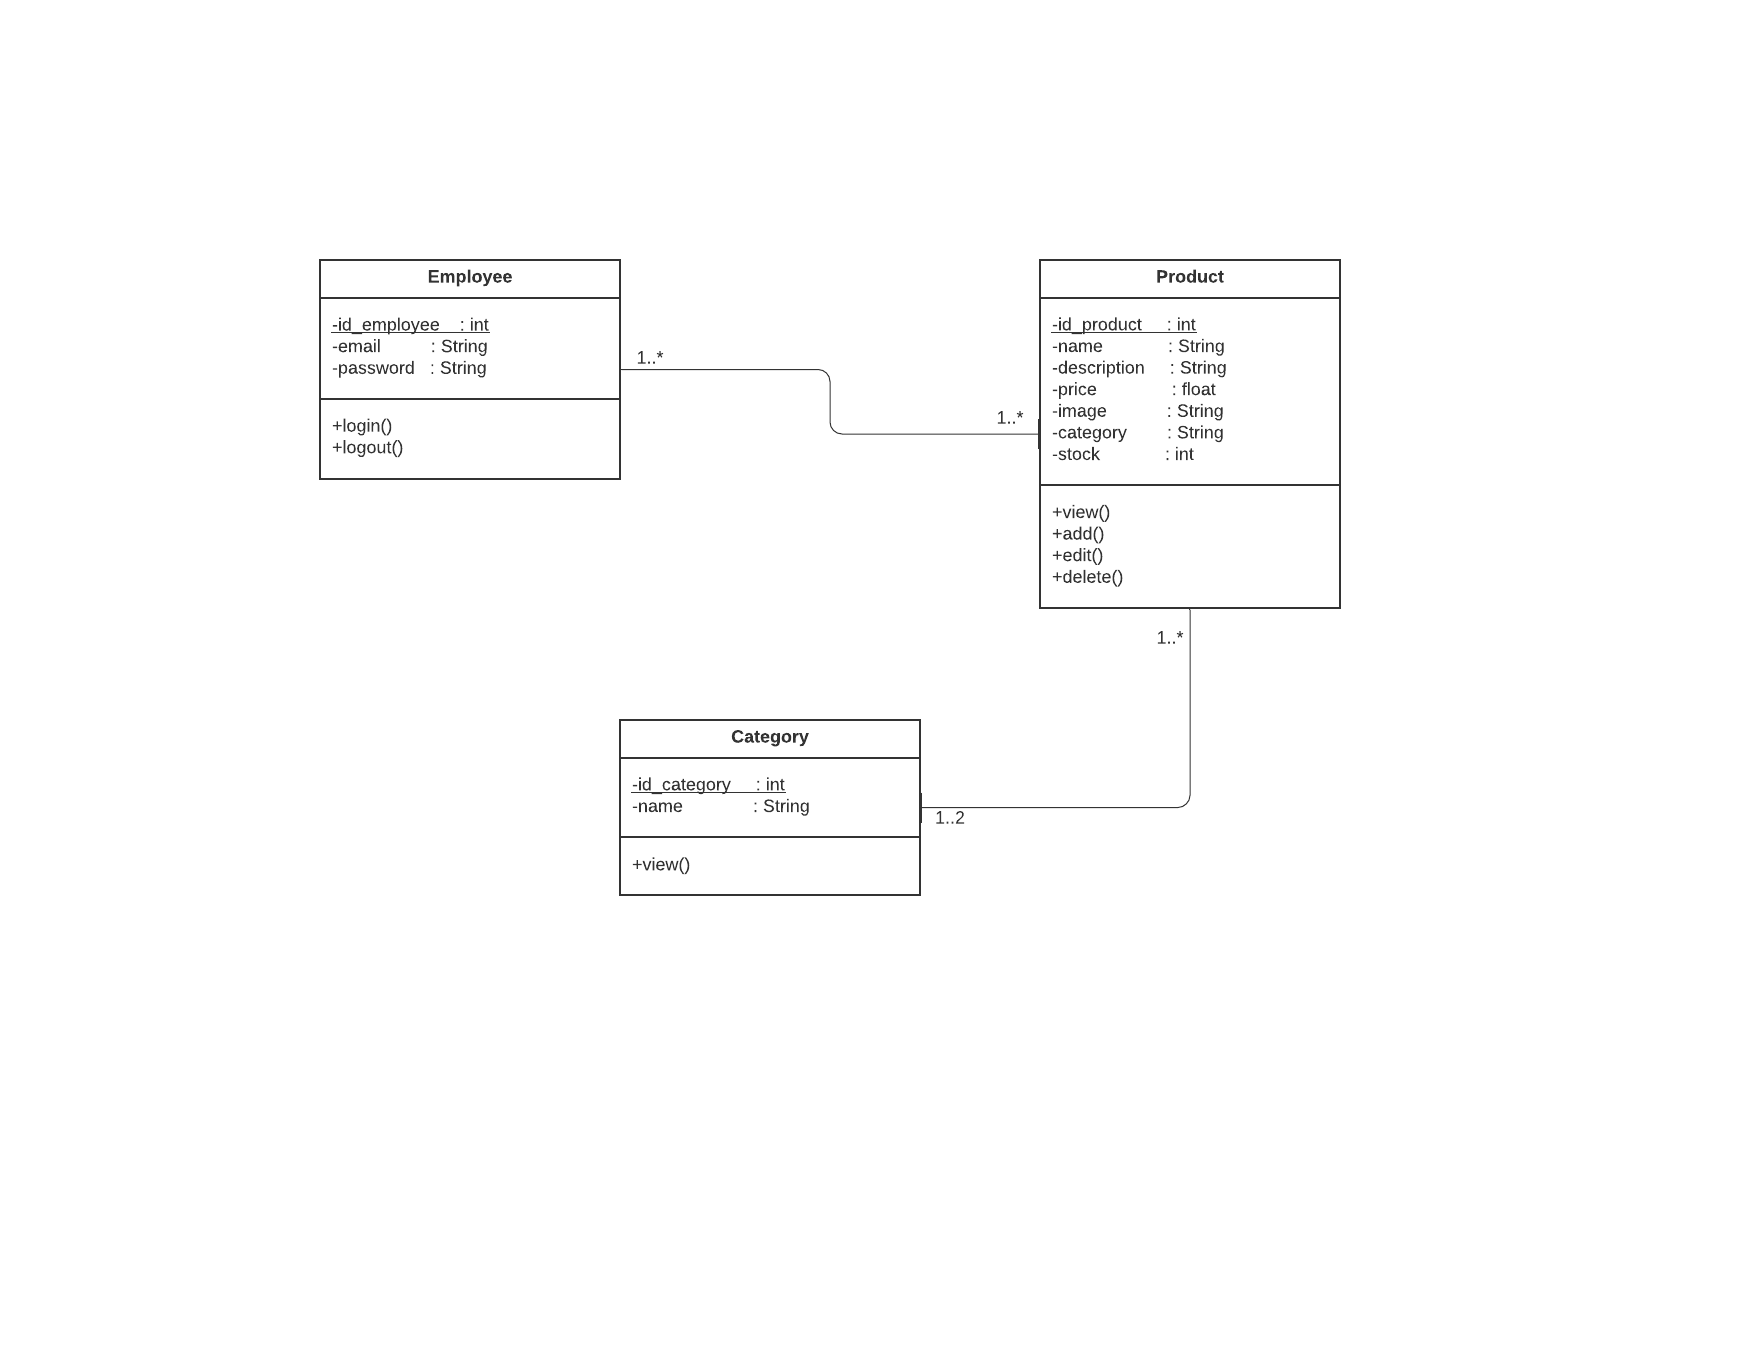 Employee
-id_employee : int
-email : String
-password : String
+login()
+logout()
1..*
1..*
Product
-id_product : int
-name : String
-description : String
-price : float
-image : String
-category : String
-stock : int
+view()
+add()
+edit()
+delete()
1..*
Category
-id_category : int
-name : String
+view()
1..2